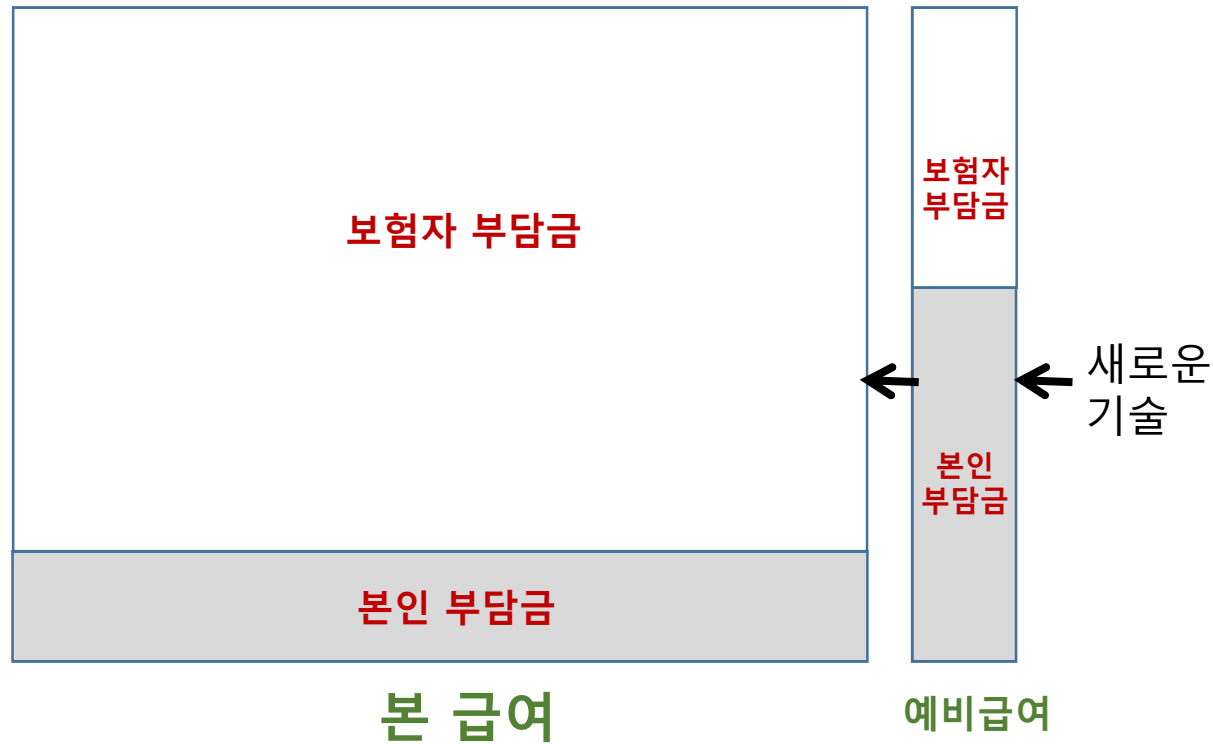 보험자 부담금
본인 부담금
본 급여
보험자
부담금
본인
부담금
예비급여
새로운
기술